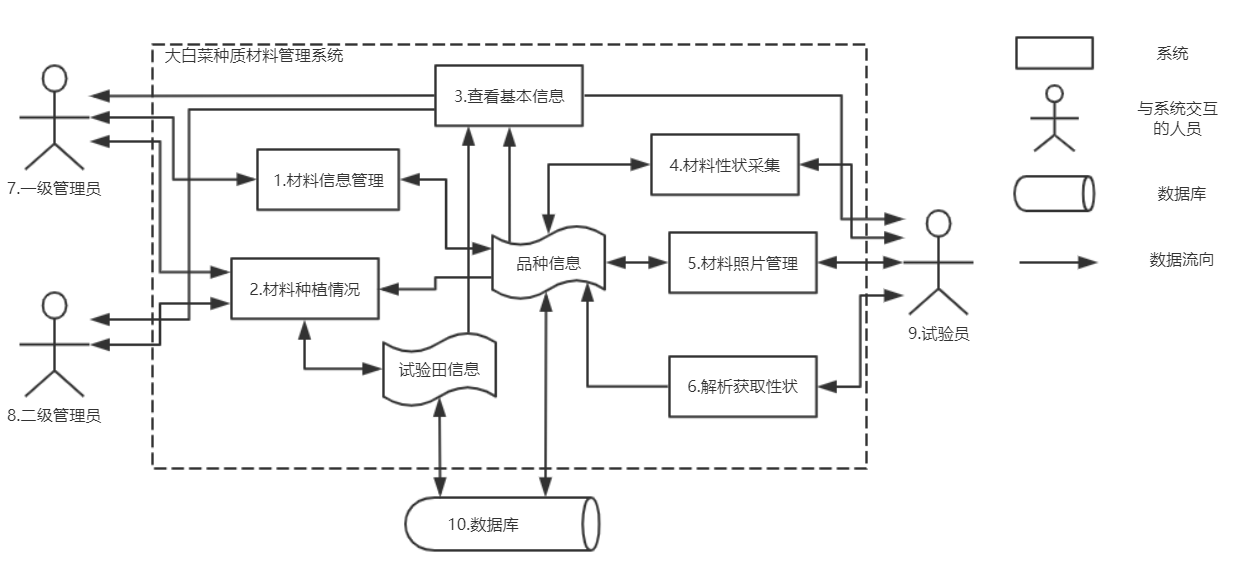 大白菜种质材料管理系统
3.查看基本信息
系统
与系统交互
的人员
7.一级管理员
1.材料信息管理
4.材料性状采集
数据库
品种信息
5.材料照片管理
数据流向
2.材料种植情况
9.试验员
试验田信息
6.解析获取性状
8.二级管理员
10.数据库